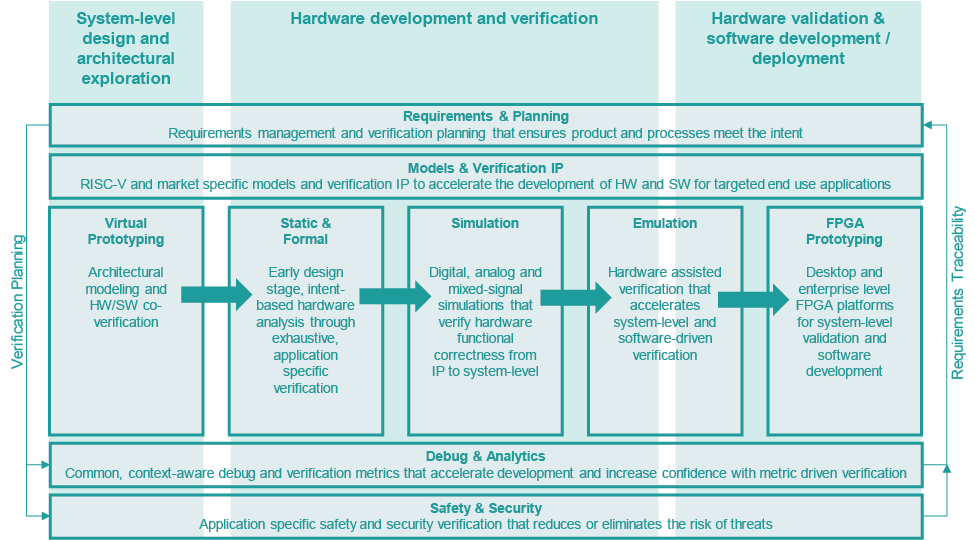 System-level
design and
architectural
exploration
Hardware development and verification
Hardware validation &
software development /
deployment
Requirements & Planning
Requirements management and verification planning that ensures product and processes meet the intent
Models & Verification IP
RISC-V and market specific models and verification IP to accelerate the development of HW and SW for targeted end use applications
Virtual
Prototyping
Architectural
modeling and
HW/SW co-
verification
Static &
Formal
Early design
stage, intent-
based hardware
analysis through
exhaustive,
application
specific
verification
Simulation
Digital, analog and
mixed-signal
simulations that
verify hardware
functional
correctness from
IP to system-level
Emulation
Hardware assisted
verification that
accelerates
system-level and
software-driven
verification
FPGA
Prototyping
Desktop and
enterprise level
FPGA platforms
for system-level
validation and
software
development
Debug & Analytics
Common, context-aware debug and verification metrics that accelerate development and increase confidence with metric driven verification
Safety & Security
Application specific safety and security verification that reduces or eliminates the risk of threats
Verification Planning
Requirements Traceability